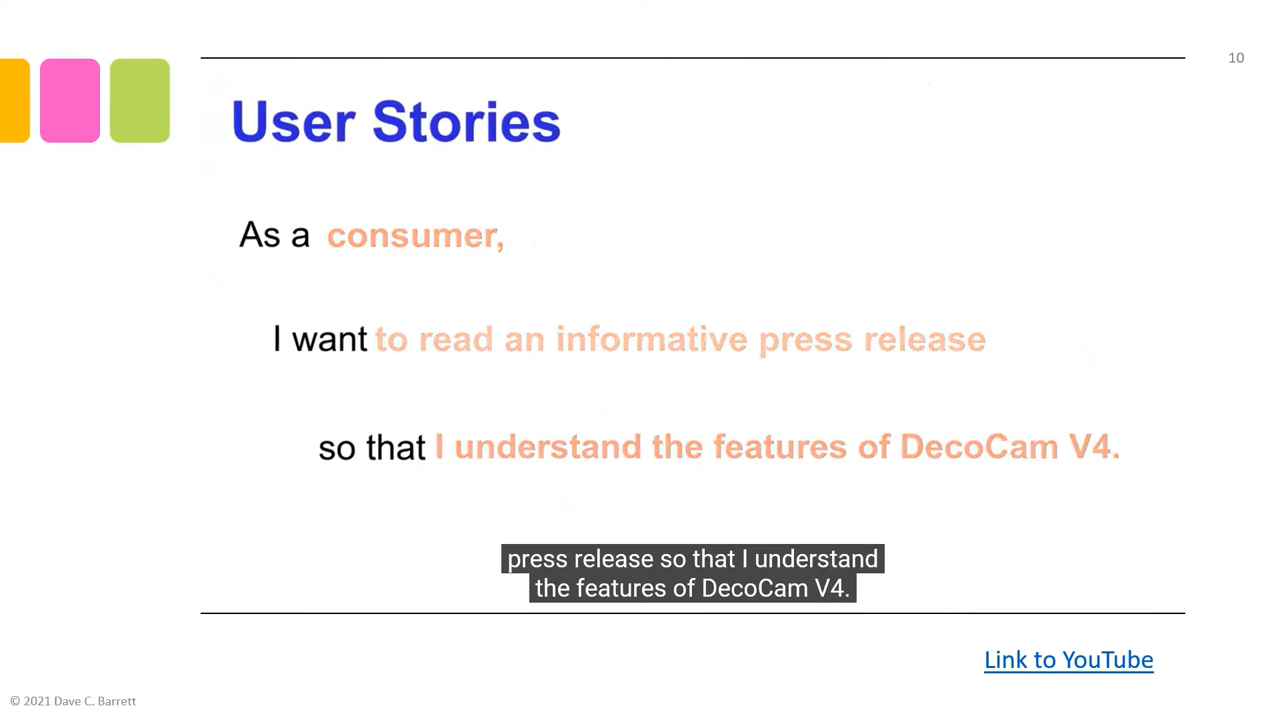 10
User Stories
As a consumer,
I want to read an informative press release
so that I understand the features of DecoCam V4.
press release so that I understand
the features of DecoCam V4.
Link to YouTube
© 2021 Dave C. Barrett